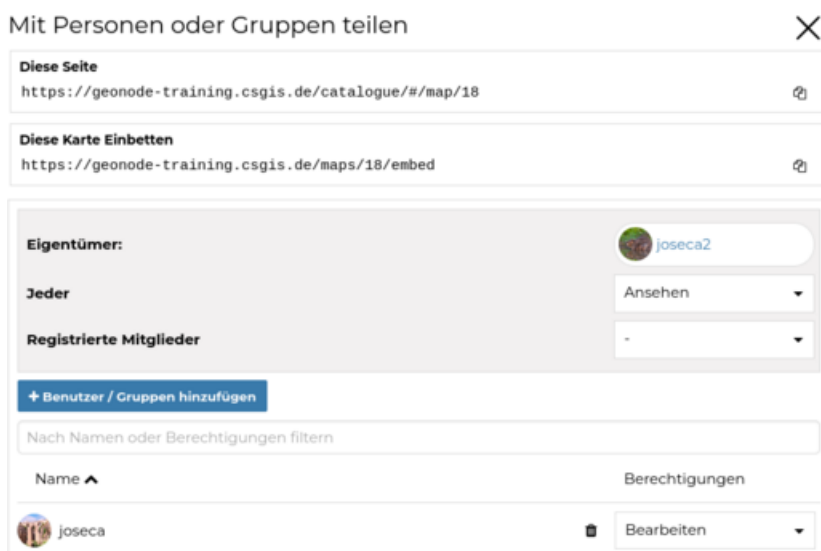 Mit Personen oder Gruppen teilen
Diese Seite
https://geonode-training.csgis.de/catalogue/#/map/18
Diese Karte Einbetten
https://geonode-training.csgis.de/maps/18/embed
Eigentümer: joseca2
Jeder Ansehen
Registrierte Mitglieder -
+ Benutzer / Gruppen hinzufügen
Nach Namen oder Berechtigungen filtern
Name Berechtigungen
joseca Bearbeiten